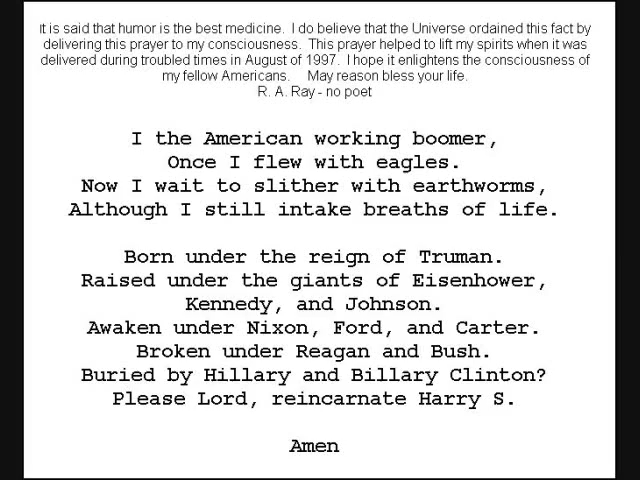 It is said that humor is the best medicine. I do believe that the Universe ordained this fact by
delivering this prayer to my consciousness. This prayer helped to lift my spirits when it was
delivered during troubled times in August of 1997. I hope it enlightens the consciousness of
my fellow Americans. May reason bless your life.
R. A. Ray - no poet
I the American working boomer,
Once I flew with eagles.
Now I wait to slither with earthworms,
Although I still intake breaths of life.
Born under the reign of Truman.
Raised under the giants of Eisenhower,
Kennedy, and Johnson.
Awaken under Nixon, Ford, and Carter.
Broken under Reagan and Bush.
Buried by Hillary and Billary Clinton?
Please Lord, reincarnate Harry S.
Amen